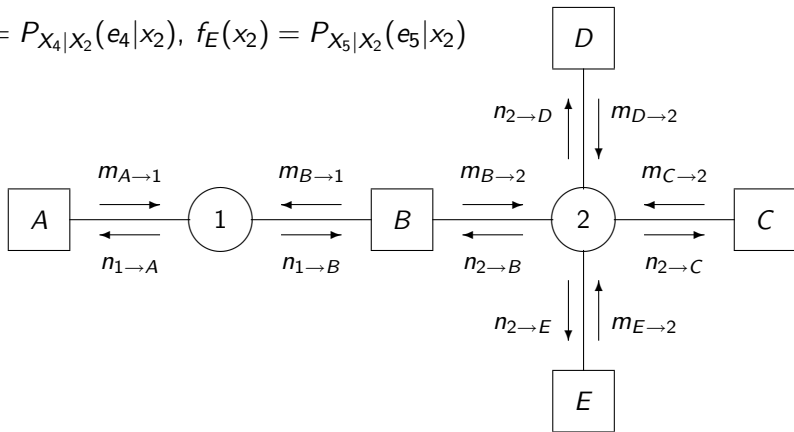 = P_{X_4|X_2}(e_4|x_2), f_E(x_2) = P_{X_5|X_2}(e_5|x_2)
D
n_{2→D} m_{D→2}
m_{A→1} m_{B→1} m_{B→2} m_{C→2}
A 1 B 2 C
n_{1→A} n_{1→B} n_{2→B} n_{2→C}
n_{2→E} m_{E→2}
E